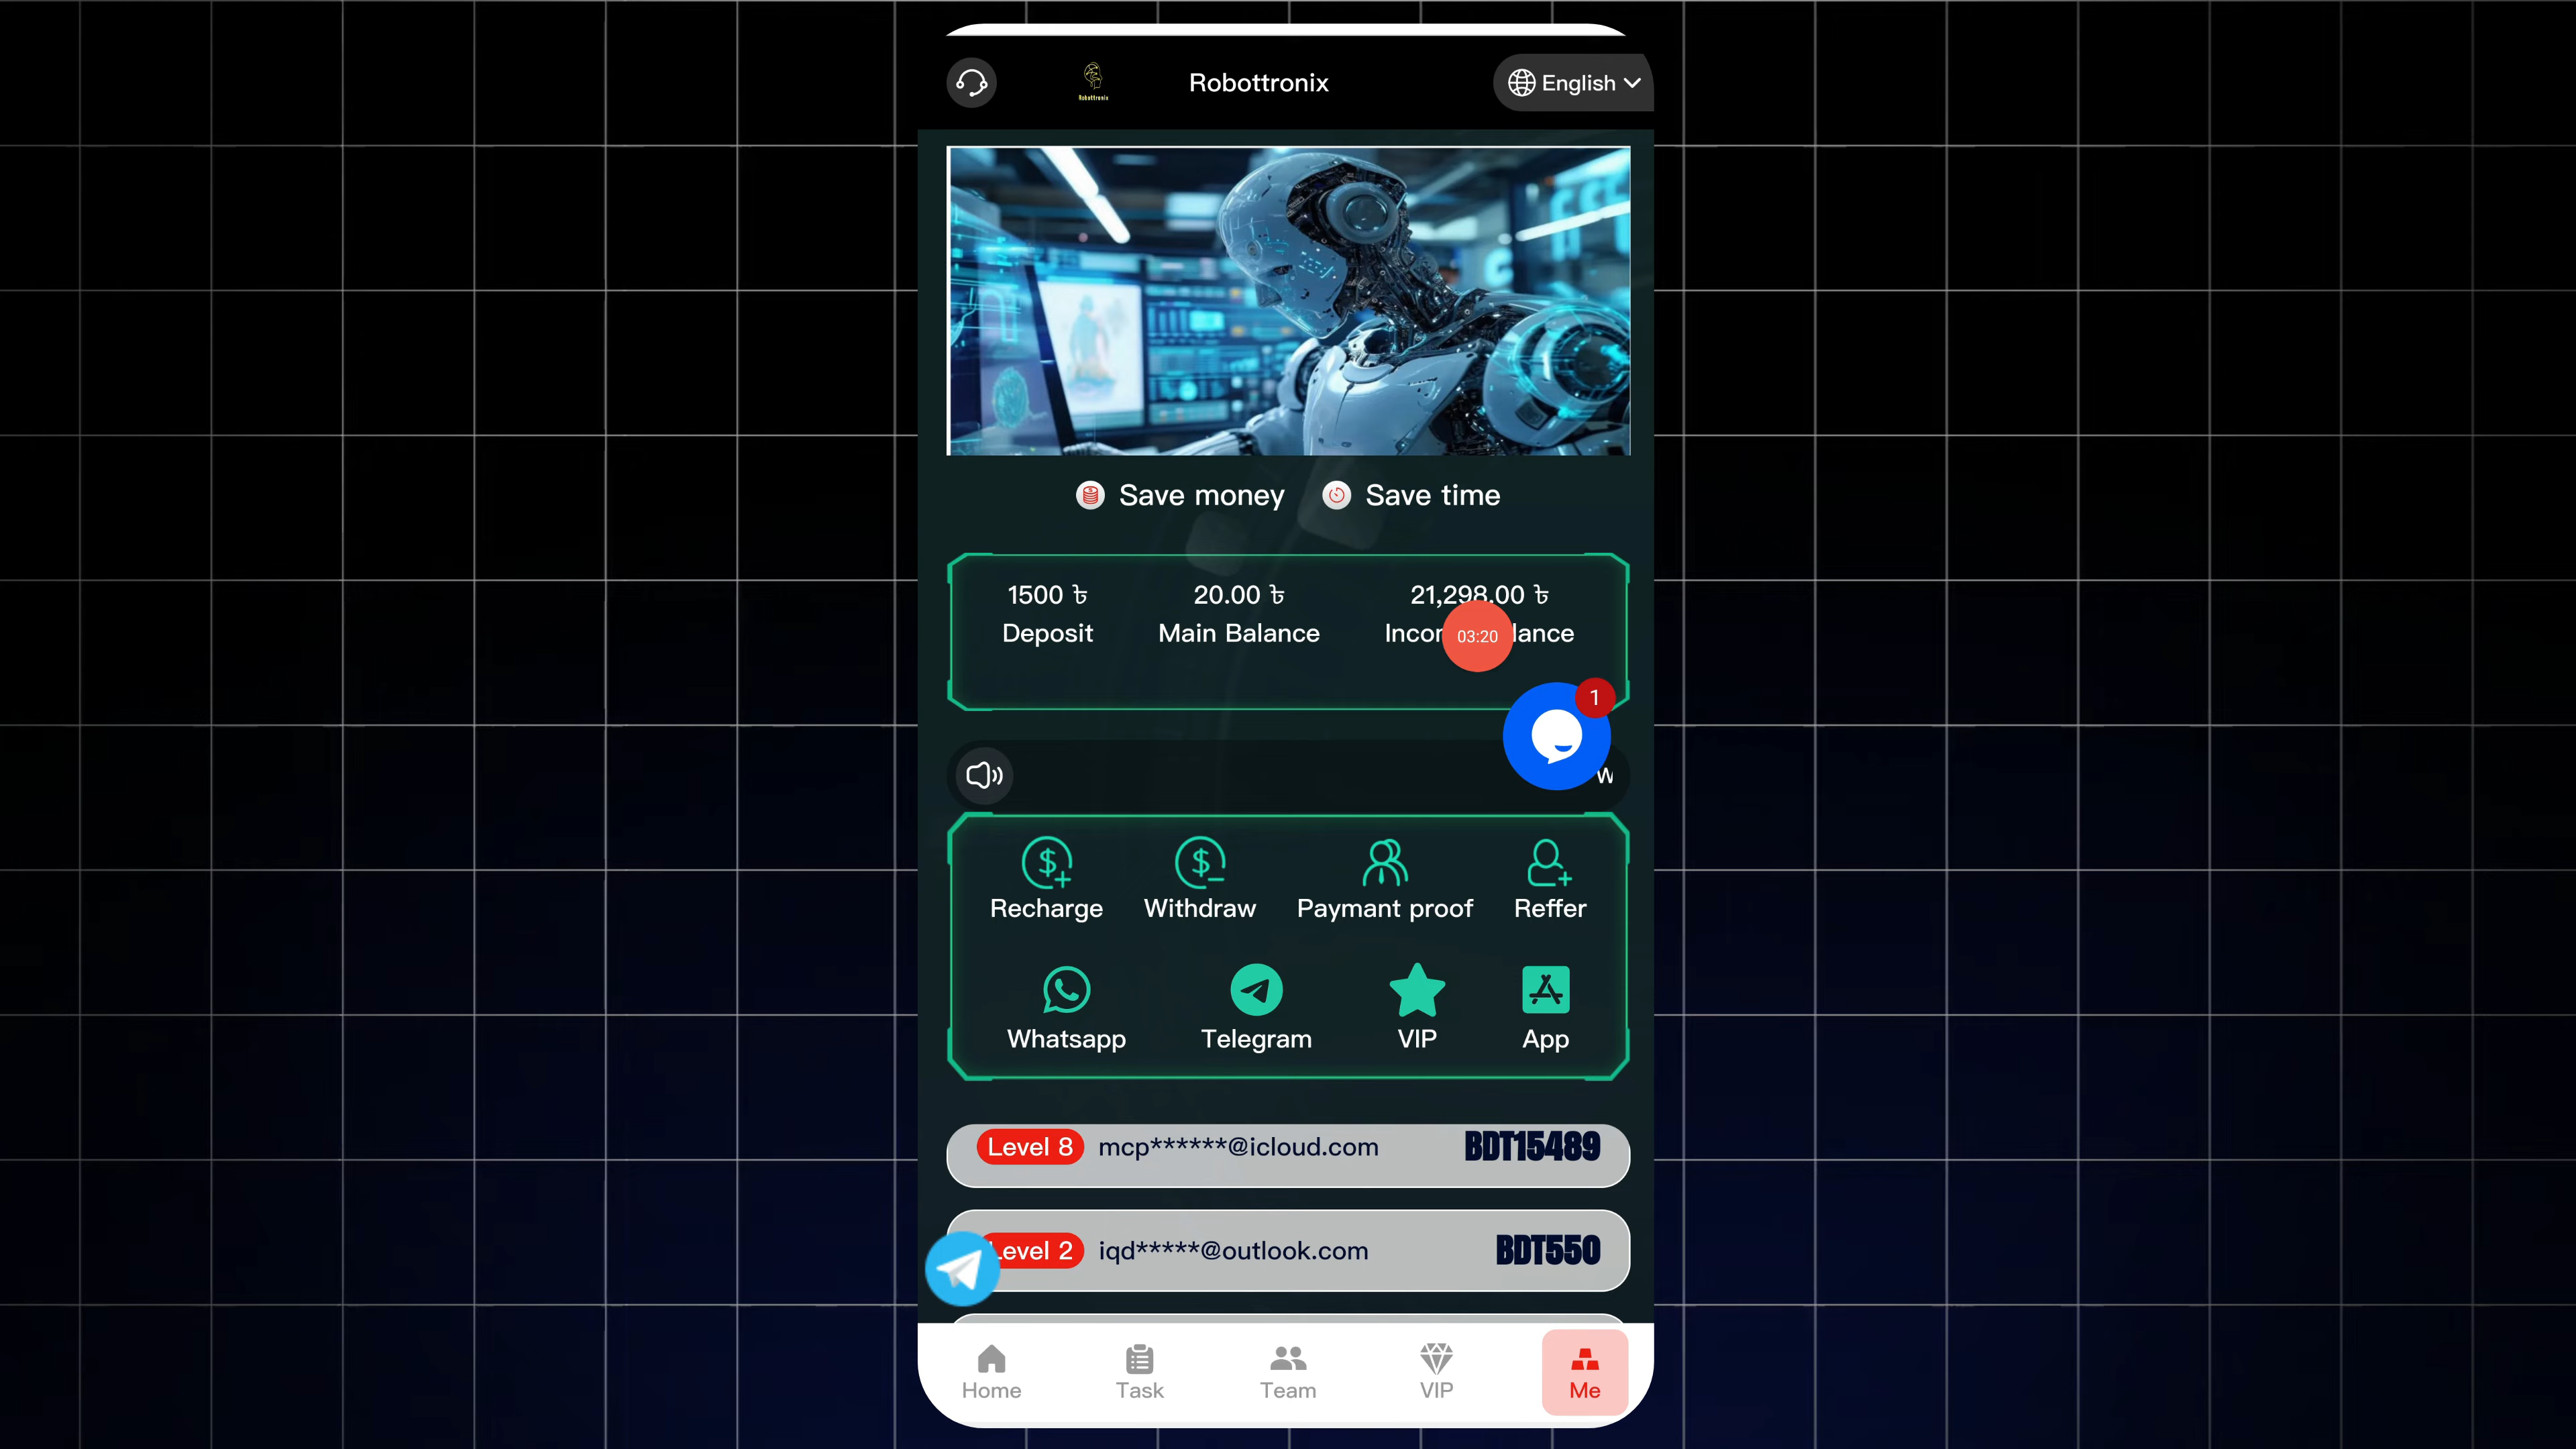 Robottronix
Robottronix
English
Save money
Save time
1500 ৳
20.00 ৳
21,298.00 ৳
Deposit
Main Balance
03:20
1
W
Recharge
Withdraw
Paymant proof
Reffer
Whatsapp
Telegram
VIP
App
Level 8 mcp******@icloud.com BDT15489
Level 2 iqd*****@outlook.com BDT550
Home
Task
Team
VIP
Me